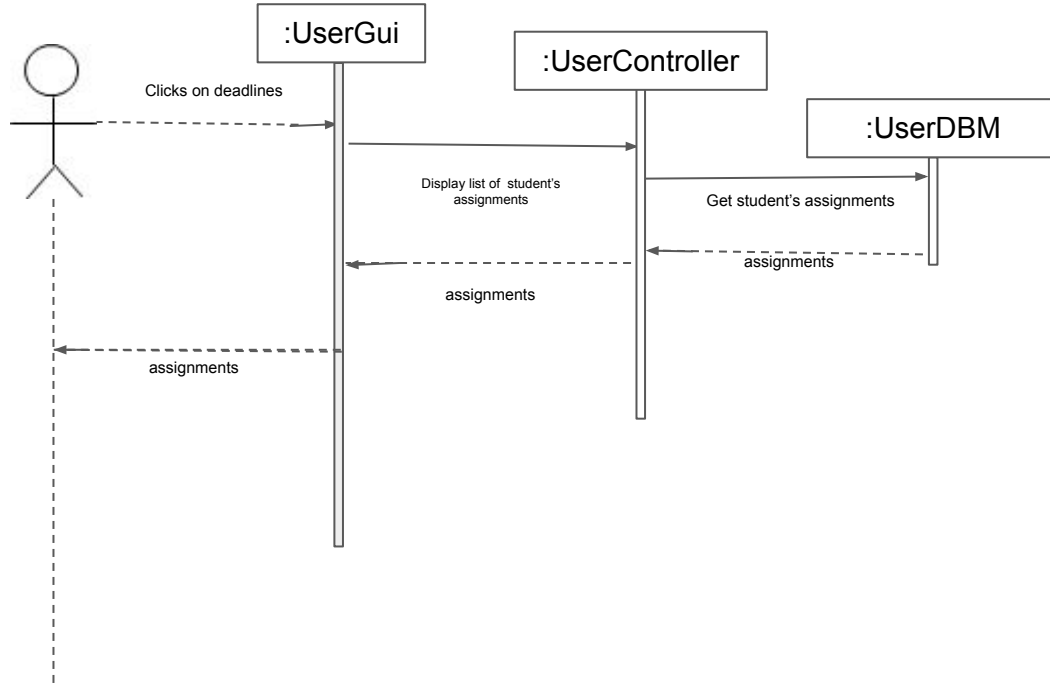 :UserGui
:UserController
:UserDBM
Clicks on deadlines
Display list of  student's
assignments
Get student's assignments
assignments
assignments
assignments